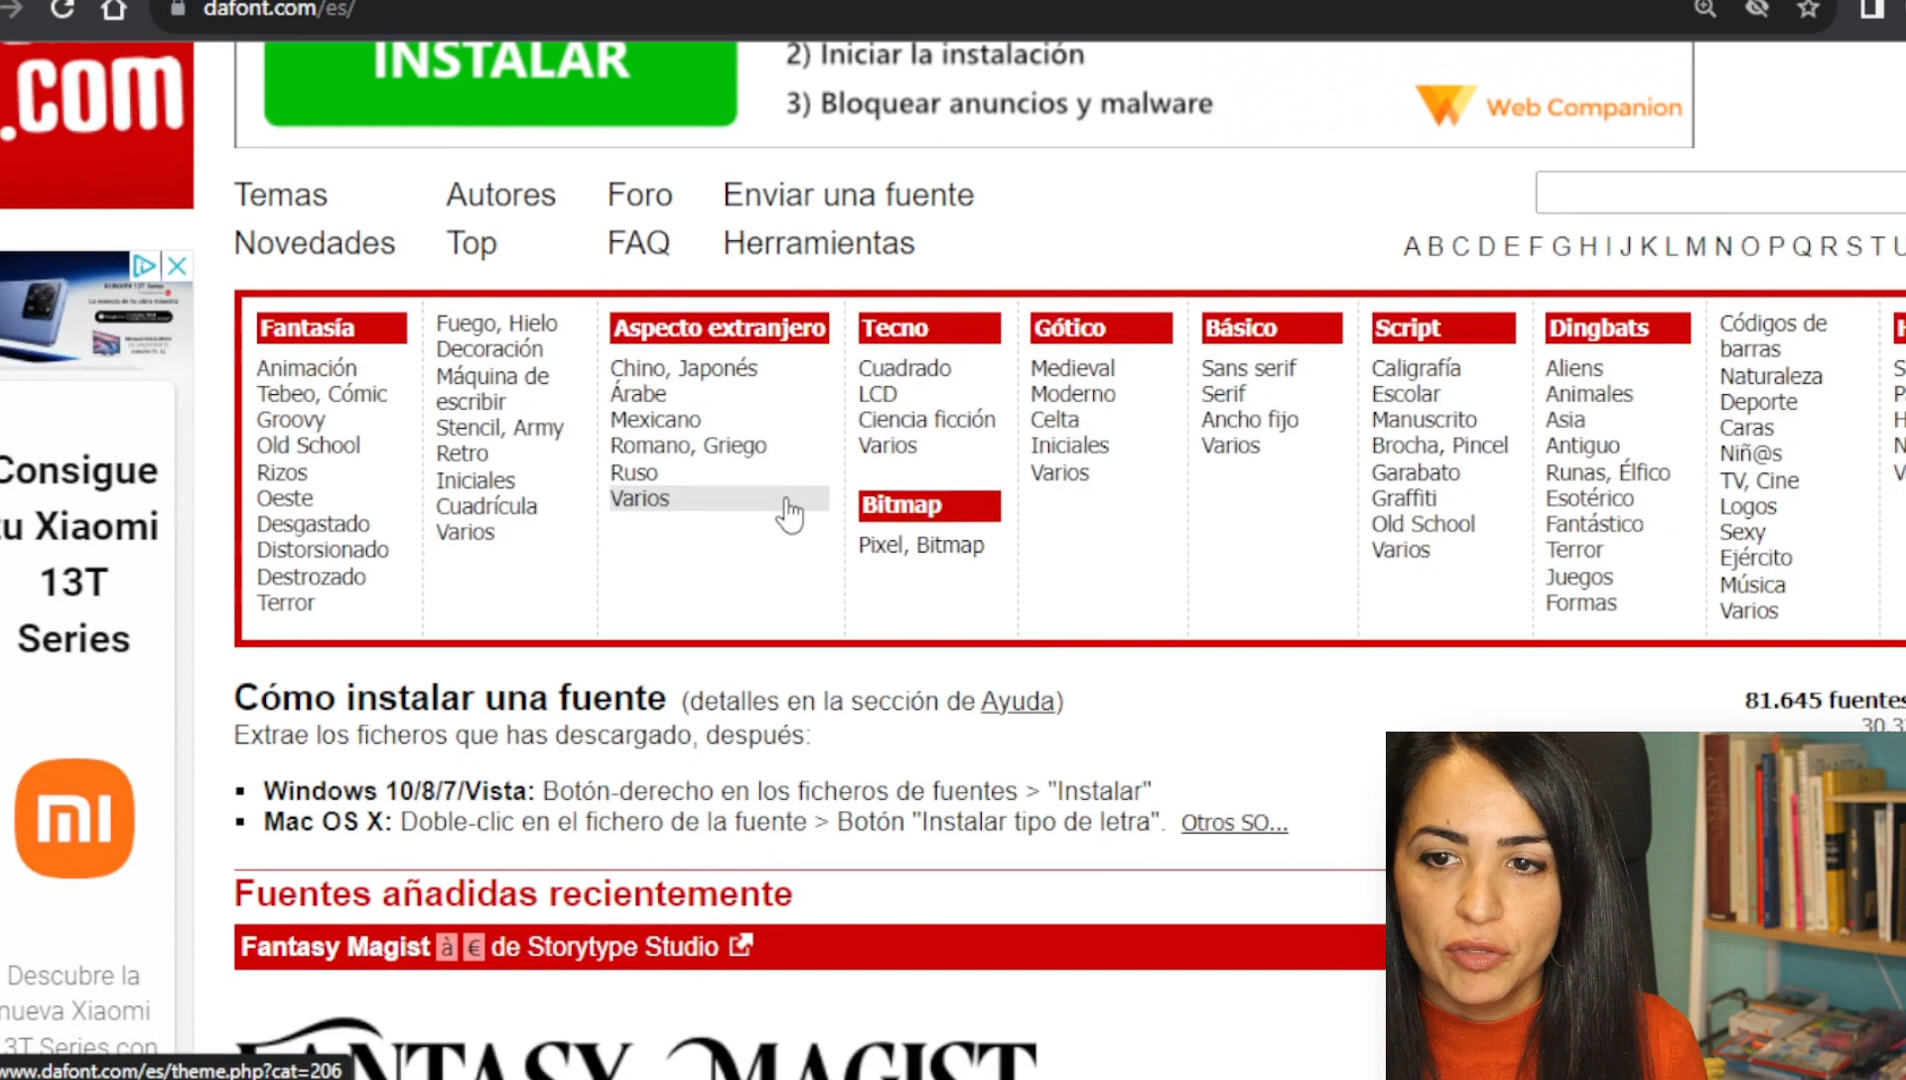 dafont.com/es/
.com
INSTALAR
2) Iniciar la instalación
3) Bloquear anuncios y malware
Web Companion
Temas Autores Foro Enviar una fuente
Novedades Top FAQ Herramientas
A B C D E F G H I J K L M N O P Q R S T U
Fantasía
Animación
Tebeo, Cómic
Groovy
Old School
Rizos
Oeste
Desgastado
Distorsionado
Destrozado
Terror
Fuego, Hielo
Decoración
Máquina de
escribir
Stencil, Army
Retro
Iniciales
Cuadrícula
Varios
Aspecto extranjero
Chino, Japonés
Árabe
Mexicano
Romano, Griego
Ruso
Varios
Tecno
Cuadrado
LCD
Ciencia ficción
Varios
Bitmap
Pixel, Bitmap
Gótico
Medieval
Moderno
Celta
Iniciales
Varios
Básico
Sans serif
Serif
Ancho fijo
Varios
Script
Caligrafía
Escolar
Manuscrito
Brocha, Pincel
Garabato
Graffiti
Old School
Varios
Dingbats
Aliens
Animales
Asia
Antiguo
Runas, Élfico
Esotérico
Fantástico
Terror
Juegos
Formas
Códigos de
barras
Naturaleza
Deporte
Caras
Niñ@s
TV, Cine
Logos
Sexy
Ejército
Música
Varios
Consigue
tu Xiaomi
13T
Series
Descubre la
nueva Xiaomi
13T Series con
Cómo instalar una fuente (detalles en la sección de Ayuda)
Extrae los ficheros que has descargado, después:
Windows 10/8/7/Vista: Botón-derecho en los ficheros de fuentes > "Instalar"
Mac OS X: Doble-clic en el fichero de la fuente > Botón "Instalar tipo de letra". Otros SO...
81.645 fuentes
Fuentes añadidas recientemente
Fantasy Magist à € de Storytype Studio
FANTASY MAGIST
www.dafont.com/es/theme.php?cat=206